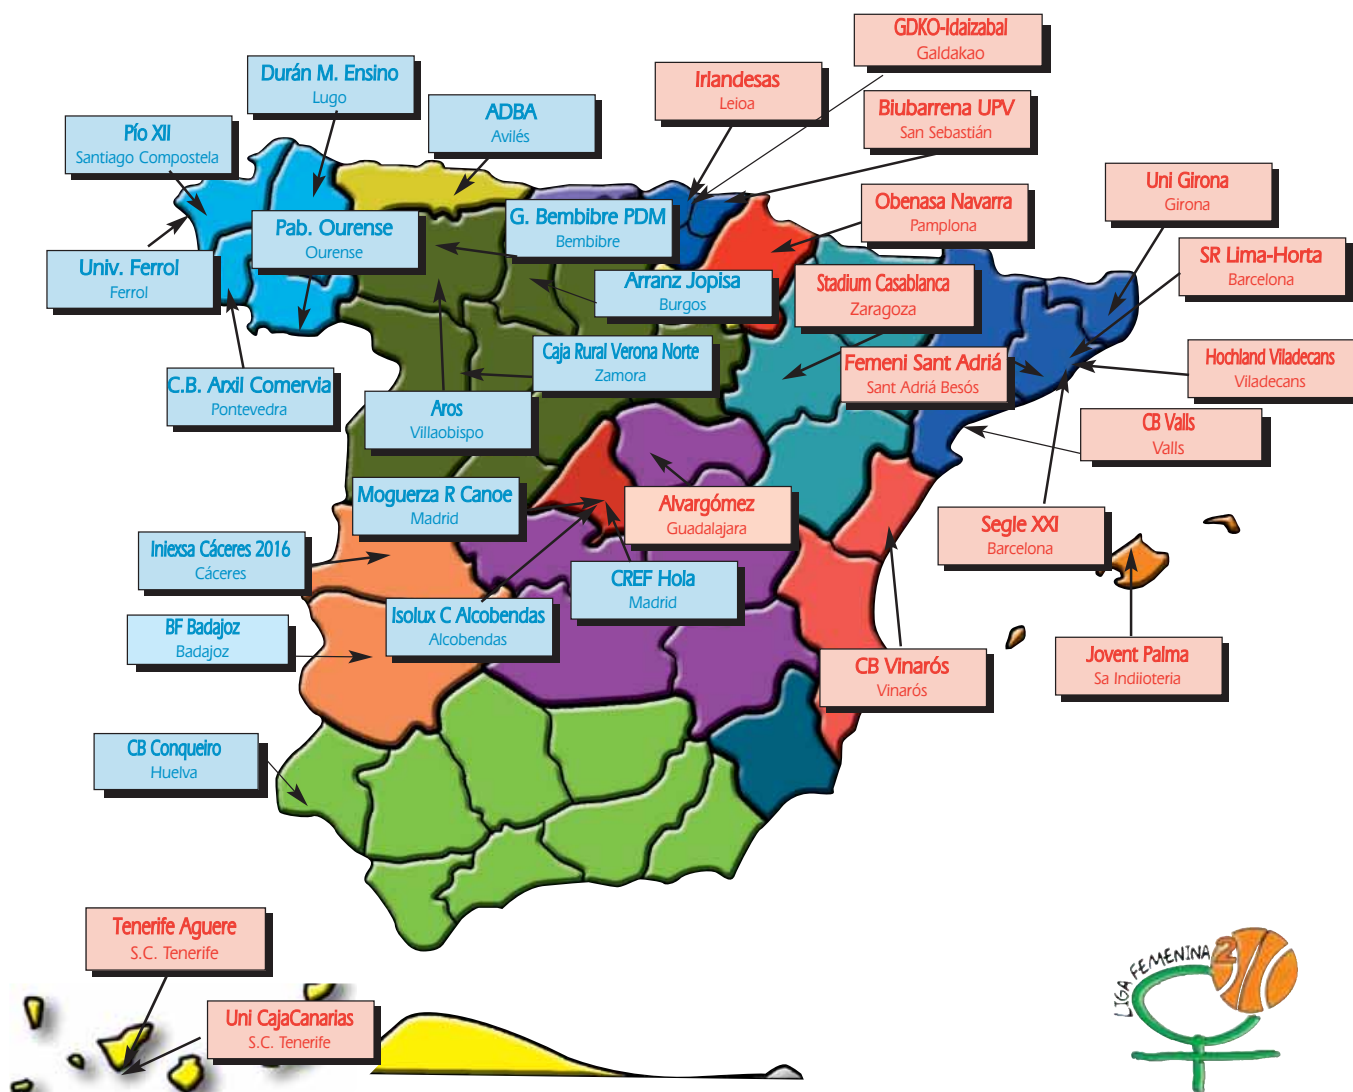 GDKO-Idaizabal
Galdakao
Durán M. Ensino
Lugo
Irlandesas
Leioa
ADBA
Avilés
Biubarrena UPV
San Sebastián
Pío XII
Santiago Compostela
Uni Girona
Girona
Obenasa Navarra
Pamplona
Pab. Ourense
Ourense
G. Bembibre PDM
Bembibre
SR Lima-Horta
Barcelona
Univ. Ferrol
Ferrol
Arranz Jopisa
Burgos
Stadium Casablanca
Zaragoza
Caja Rural Verona Norte
Zamora
Femeni Sant Adriá
Sant Adriá Besós
Hochland Viladecans
Viladecans
C.B. Arxil Comervia
Pontevedra
Aros
Villaobispo
CB Valls
Valls
Moguerza R Canoe
Madrid
Alvargómez
Guadalajara
Segle XXI
Barcelona
Iniexsa Cáceres 2016
Cáceres
CREF Hola
Madrid
Isolux C Alcobendas
Alcobendas
BF Badajoz
Badajoz
CB Vinarós
Vinarós
Jovent Palma
Sa Indiioteria
CB Conqueiro
Huelva
Tenerife Aguere
S.C. Tenerife
Uni CajaCanarias
S.C. Tenerife
LIGA FEMENINA 2